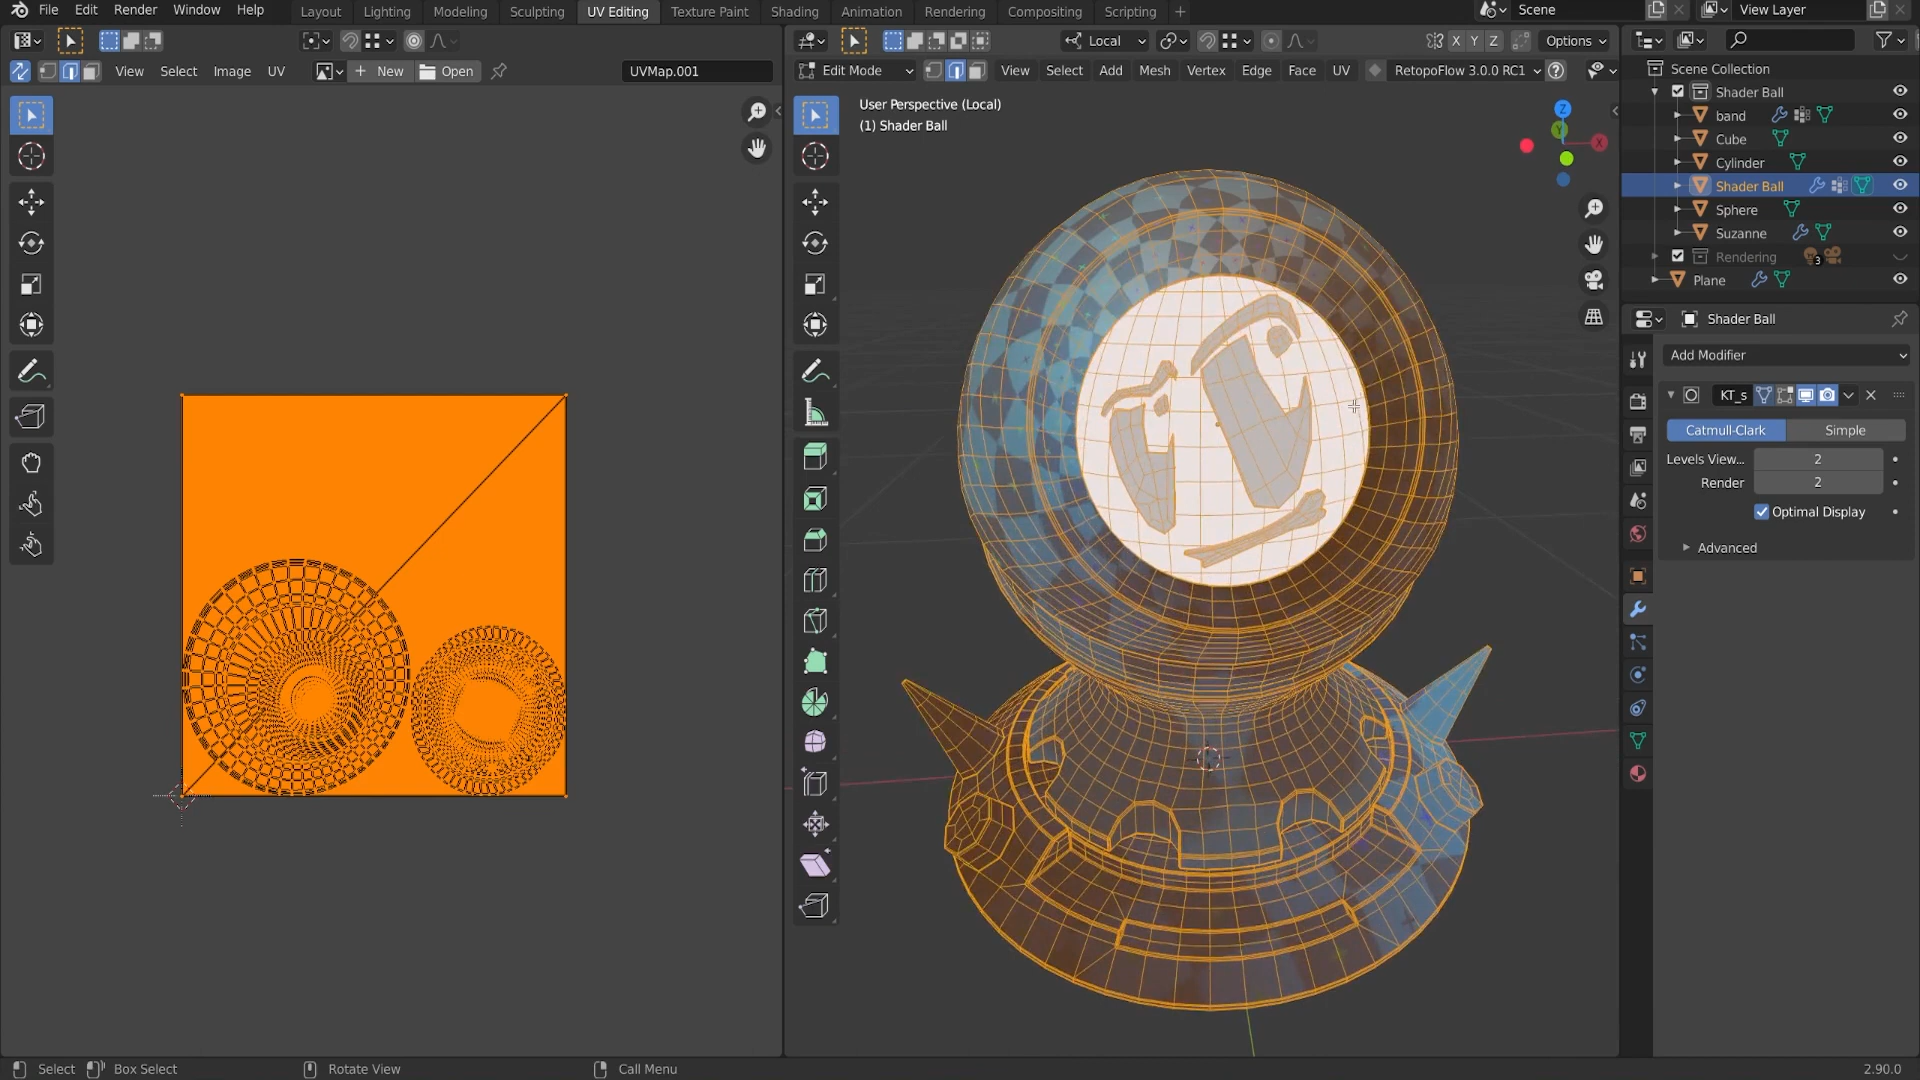 File Edit Render Window Help Layout Lighting Modeling Sculpting UV Editing Texture Paint Shading Animation Rendering Compositing Scripting + Scene View Layer
Local X Y Z Options
View Select Image UV New Open UVMap.001 Edit Mode View Select Add Mesh Vertex Edge Face UV RetopoFlow 3.0.0 RC1
Scene Collection
Shader Ball
band
Cube
Cylinder
Shader Ball
Sphere
Suzanne
Rendering 3
Plane
User Perspective (Local)
(1) Shader Ball
Z
Y
X
Shader Ball
Add Modifier
KT_s
Catmull-Clark Simple
Levels View... 2
Render 2
Optimal Display
Advanced
Select Box Select Rotate View Call Menu 2.90.0